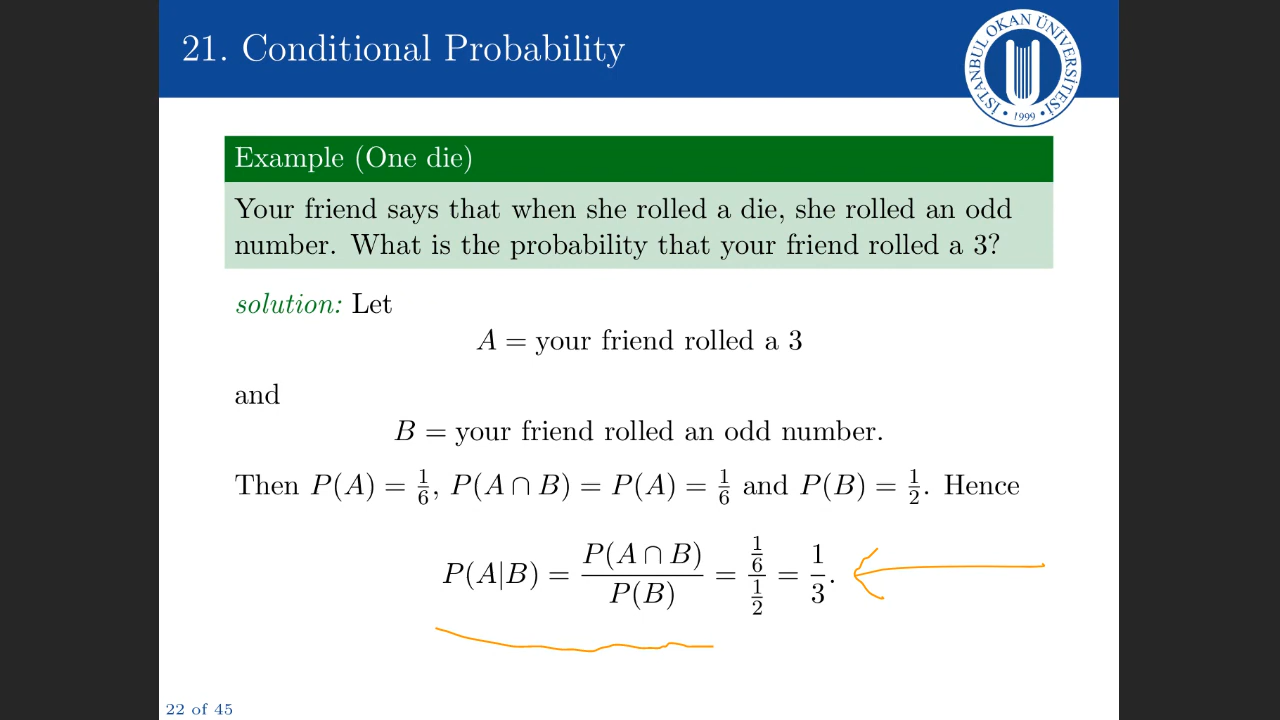 21. Conditional Probability
İSTANBUL OKAN ÜNİVERSİTESİ
• 1999 •
Example (One die)
Your friend says that when she rolled a die, she rolled an odd
number. What is the probability that your friend rolled a 3?
solution: Let
A = your friend rolled a 3
and
B = your friend rolled an odd number.
Then P(A) = 1/6, P(A ∩ B) = P(A) = 1/6 and P(B) = 1/2. Hence
P(A|B) = P(A ∩ B)/P(B) = (1/6)/(1/2) = 1/3.
22 of 45